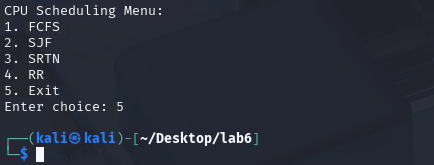 CPU Scheduling Menu:
1. FCFS
2. SJF
3. SRTN
4. RR
5. Exit
Enter choice: 5
┌──(kali㉿kali)-[~/Desktop/lab6]
└─$